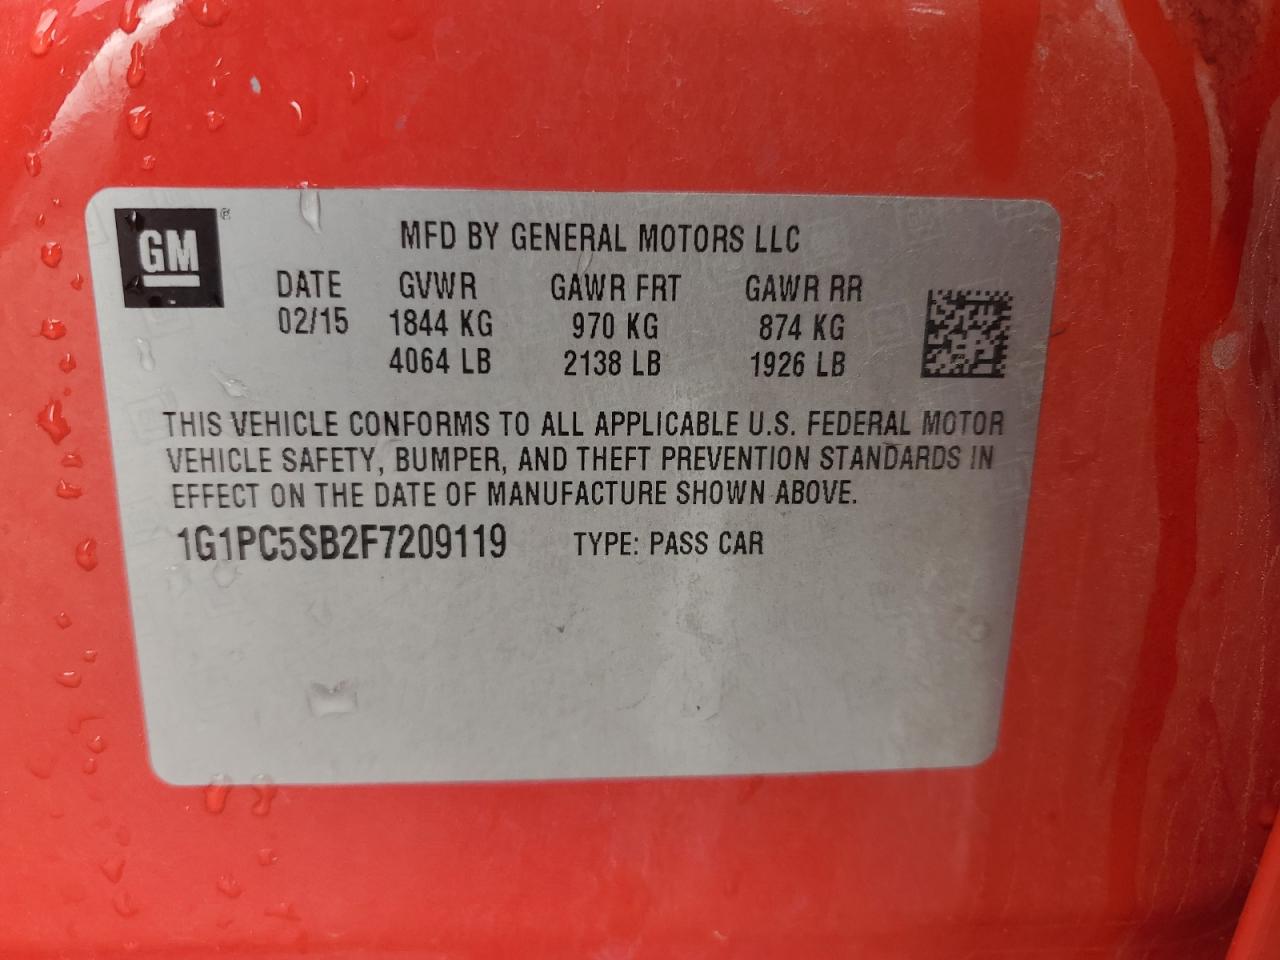 GM ®
MFD BY GENERAL MOTORS LLC
DATE GVWR GAWR FRT GAWR RR
02/15 1844 KG 970 KG 874 KG
4064 LB 2138 LB 1926 LB
THIS VEHICLE CONFORMS TO ALL APPLICABLE U.S. FEDERAL MOTOR
VEHICLE SAFETY, BUMPER, AND THEFT PREVENTION STANDARDS IN
EFFECT ON THE DATE OF MANUFACTURE SHOWN ABOVE.
1G1PC5SB2F7209119 TYPE: PASS CAR